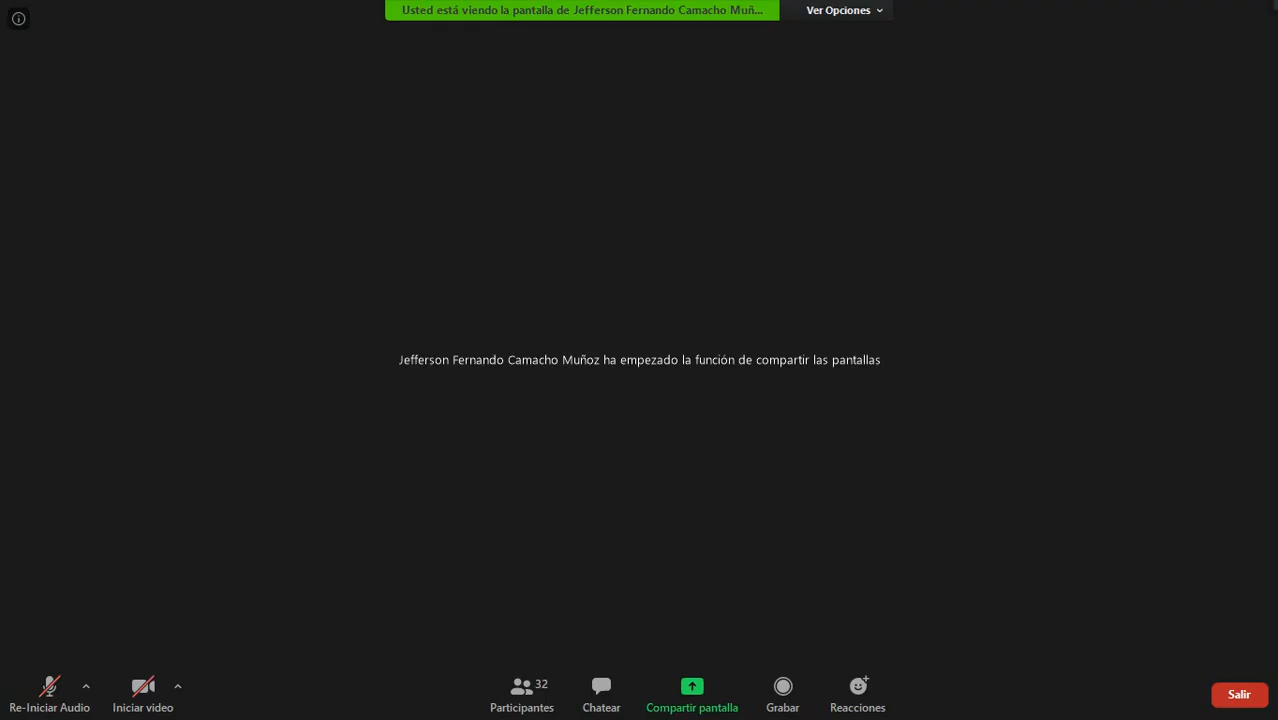 Usted está viendo la pantalla de Jefferson Fernando Camacho Muñ...
Ver Opciones
Jefferson Fernando Camacho Muñoz ha empezado la función de compartir las pantallas
32
Re-Iniciar Audio
Iniciar video
Participantes
Chatear
Compartir pantalla
Grabar
Reacciones
Salir